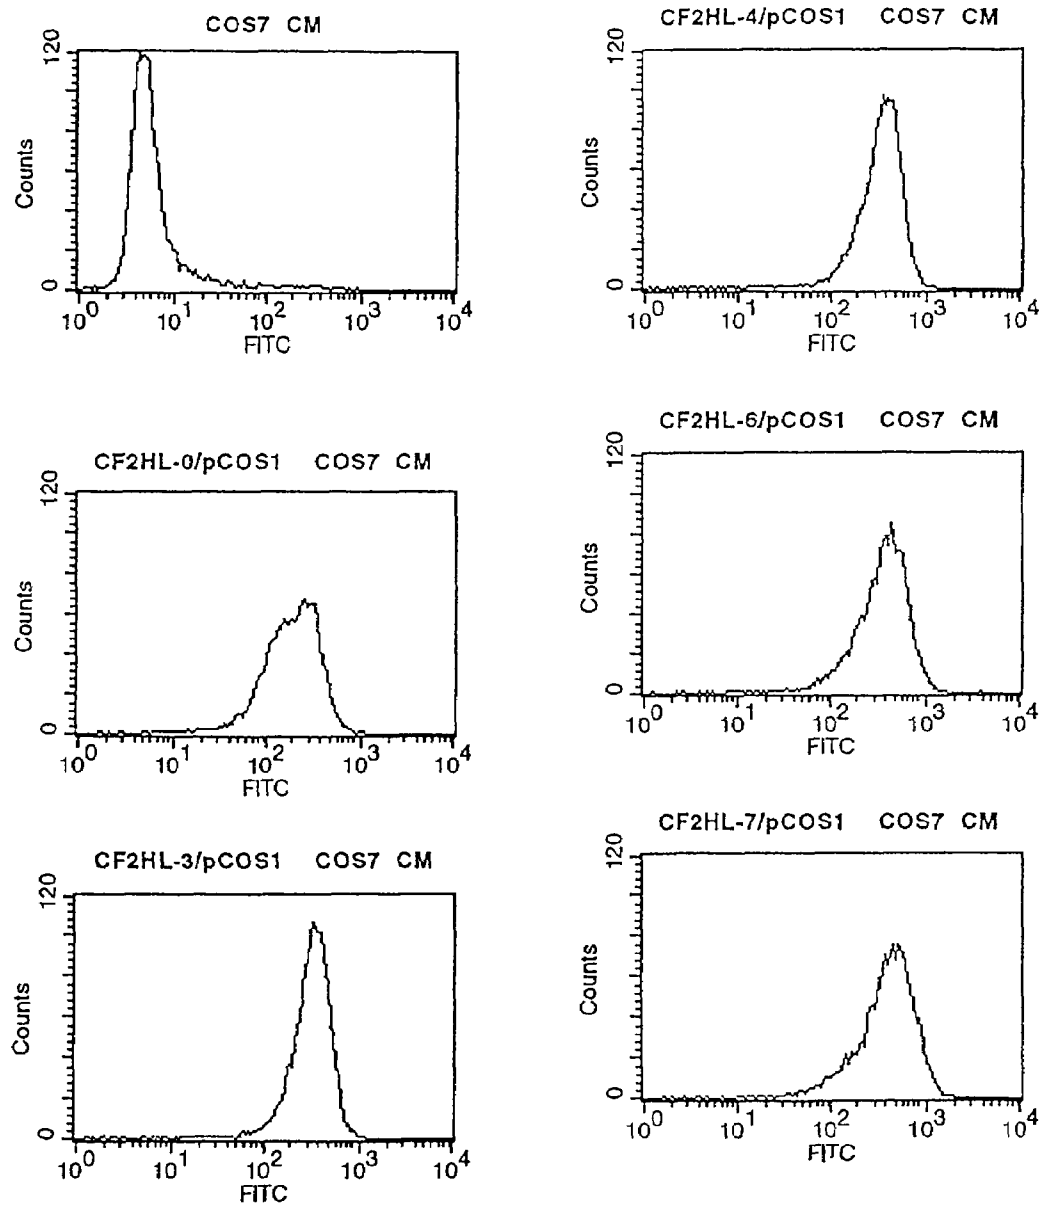 COS7 CM
120
Counts
0
10^0 10^1 10^2 10^3 10^4
FITC
CF2HL-0/pCOS1 COS7 CM
120
Counts
0
10^0 10^1 10^2 10^3 10^4
FITC
CF2HL-3/pCOS1 COS7 CM
120
Counts
0
10^0 10^1 10^2 10^3 10^4
FITC
CF2HL-4/pCOS1 COS7 CM
120
Counts
0
10^0 10^1 10^2 10^3 10^4
FITC
CF2HL-6/pCOS1 COS7 CM
120
Counts
0
10^0 10^1 10^2 10^3 10^4
FITC
CF2HL-7/pCOS1 COS7 CM
120
Counts
0
10^0 10^1 10^2 10^3 10^4
FITC